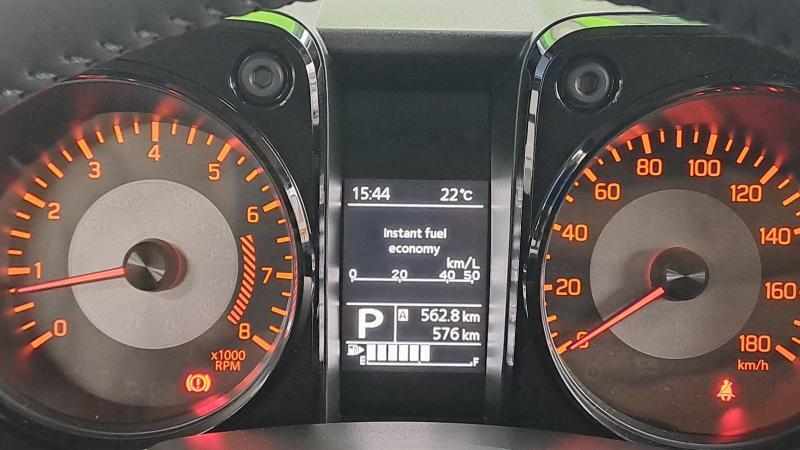 0
1
2
3
4
5
6
7
8
x1000
RPM
15:44 22°C
Instant fuel
economy
km/L
0 20 40 50
P
A 562.8 km
576 km
E F
0
20
40
60
80
100
120
140
160
180
km/h